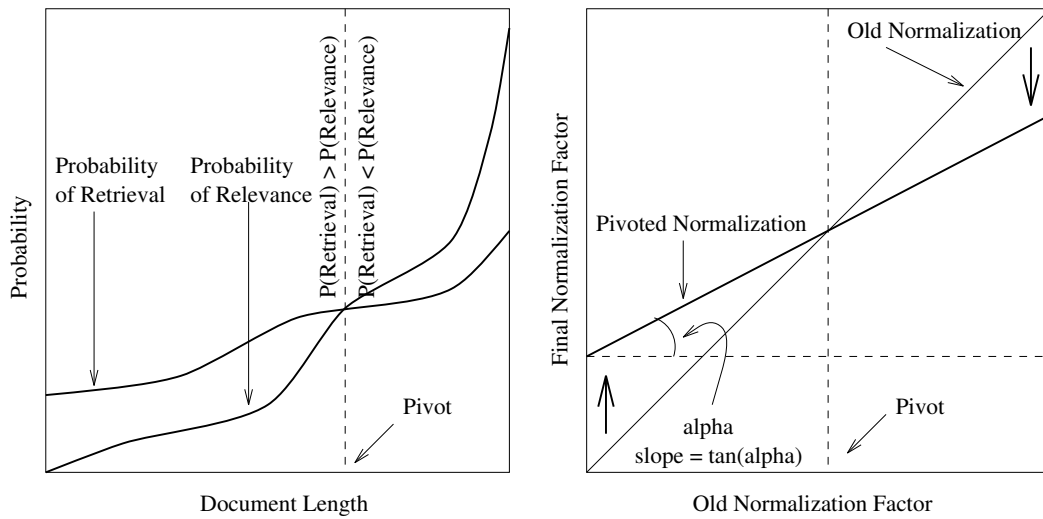 Probability
Probability
of Retrieval
Probability
of Relevance
P(Retrieval) > P(Relevance)
P(Retrieval) < P(Relevance)
Pivot
Document Length
Final Normalization Factor
Old Normalization
Pivoted Normalization
alpha
slope = tan(alpha)
Pivot
Old Normalization Factor